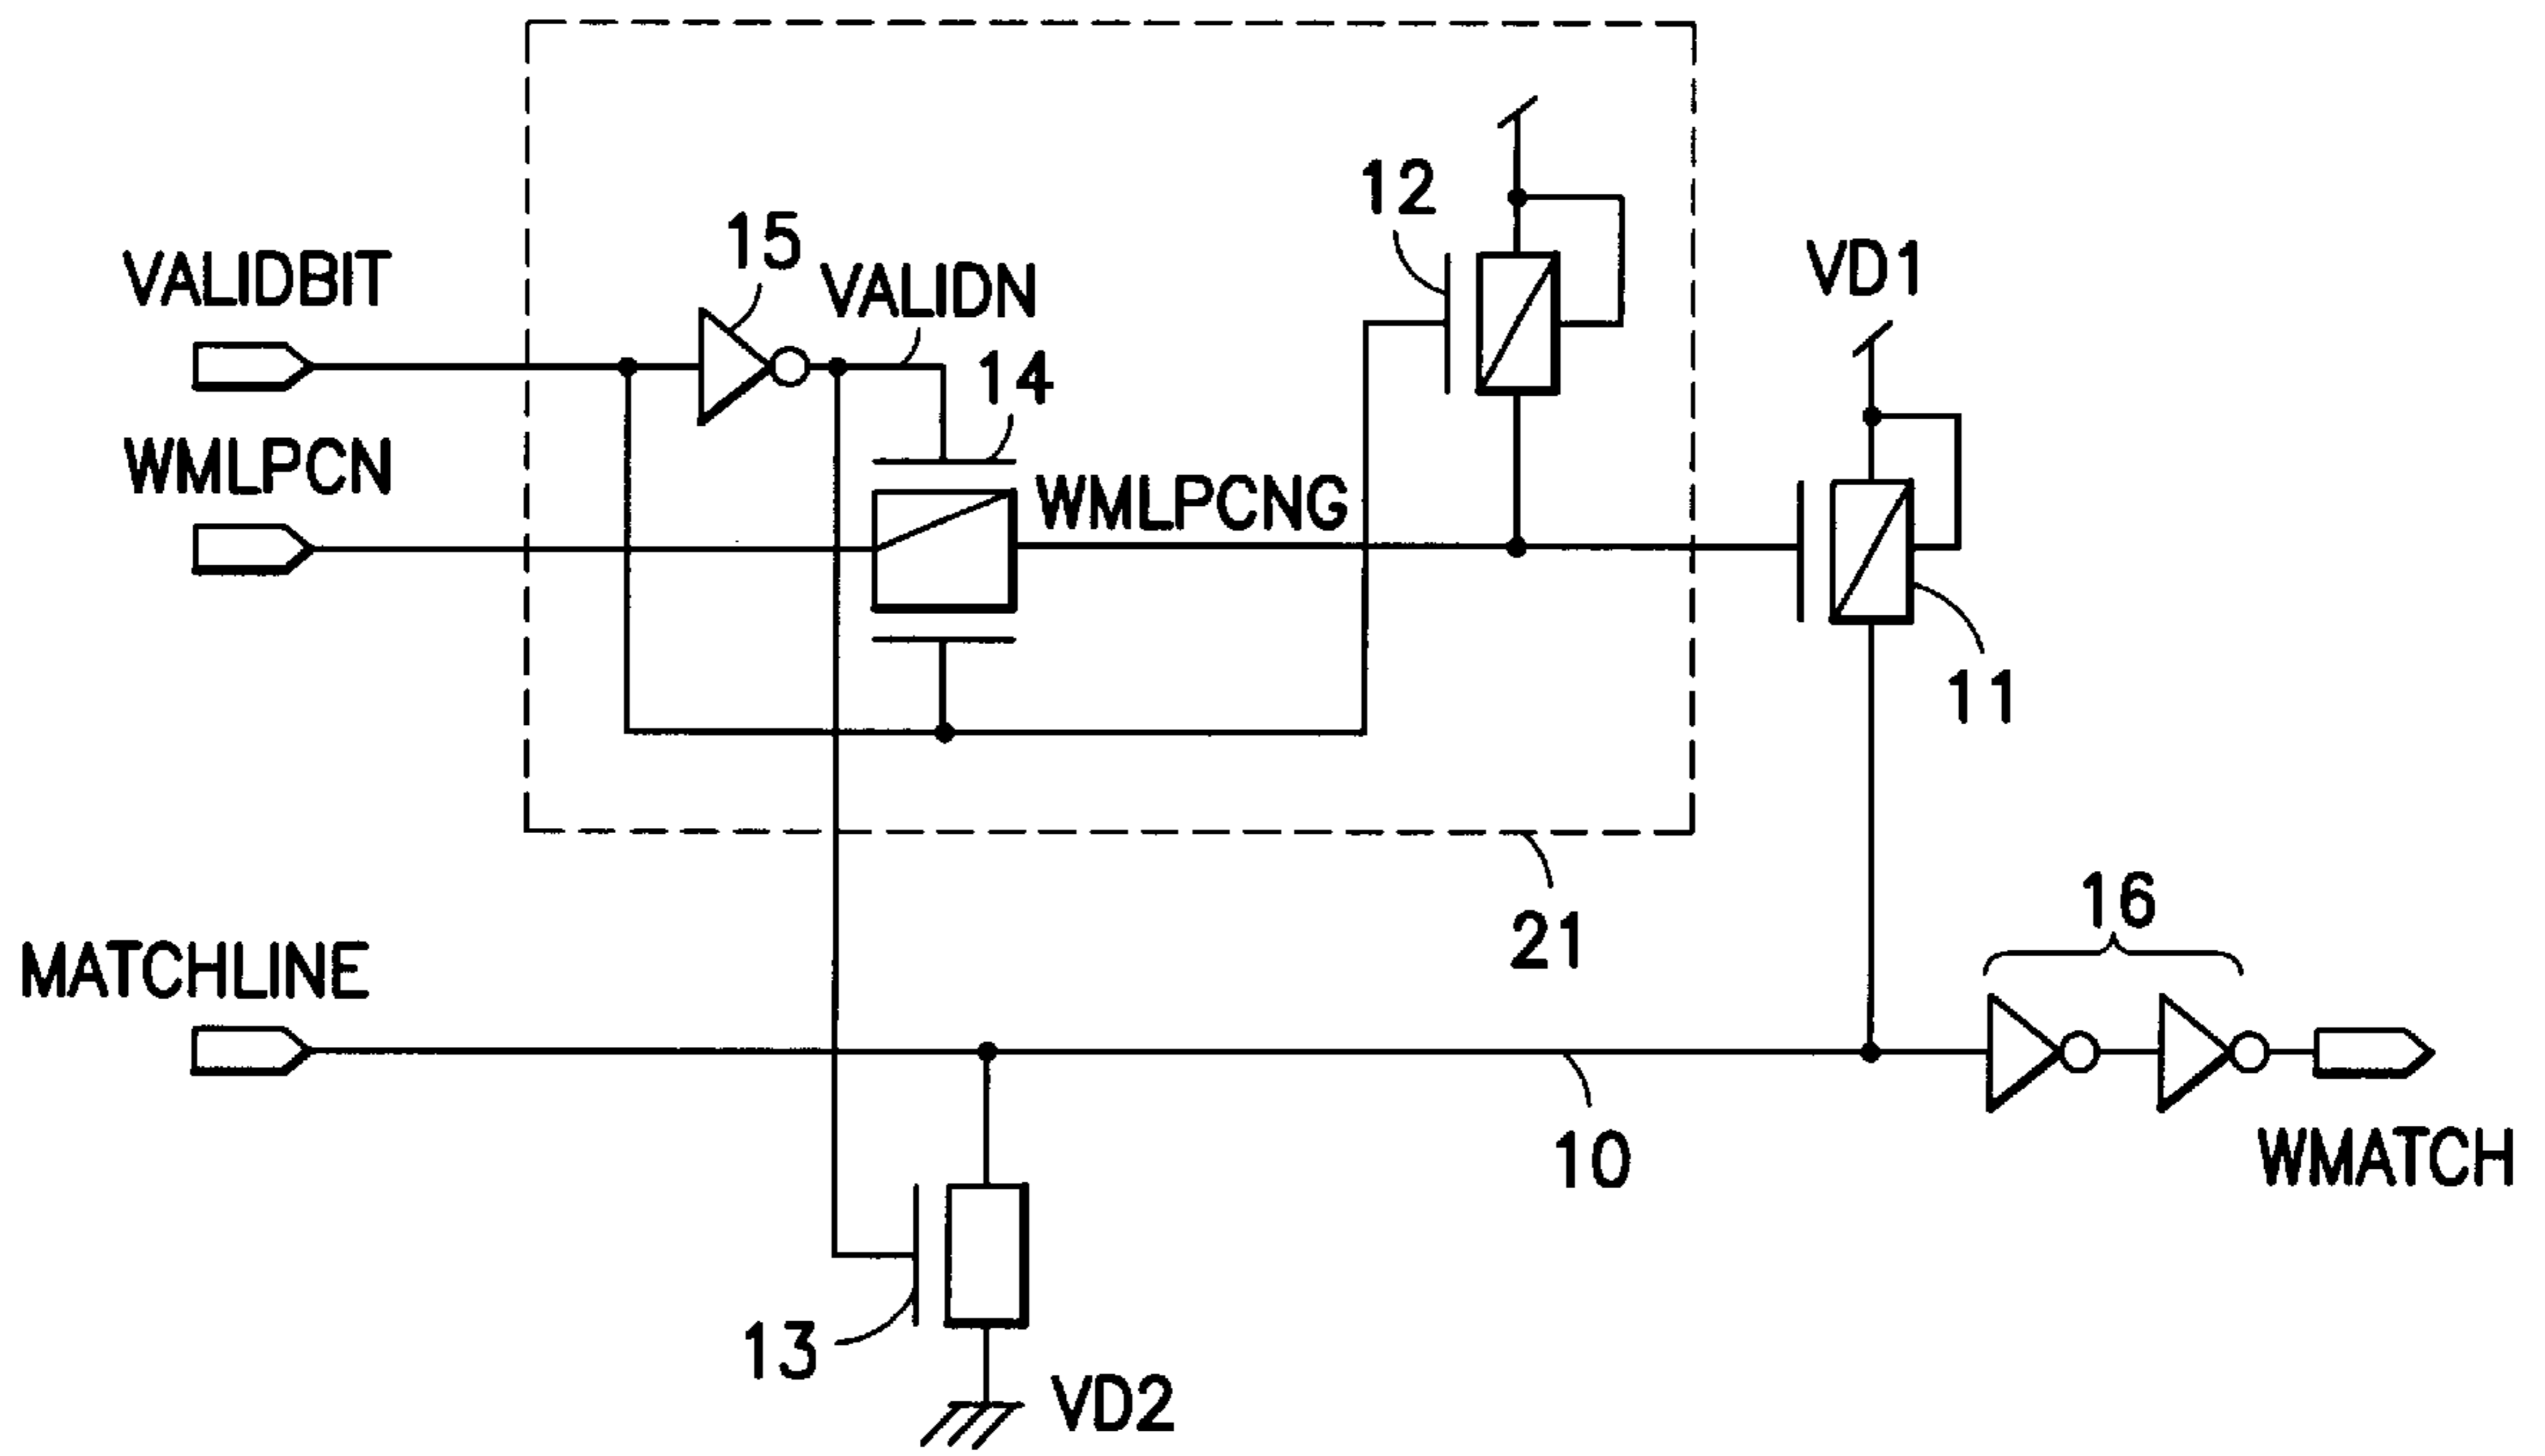 12
15
VALIDBIT
VALIDN
VD1
14
WMLPCN
WMLPCNG
11
16
21
MATCHLINE
10
WMATCH
13
VD2